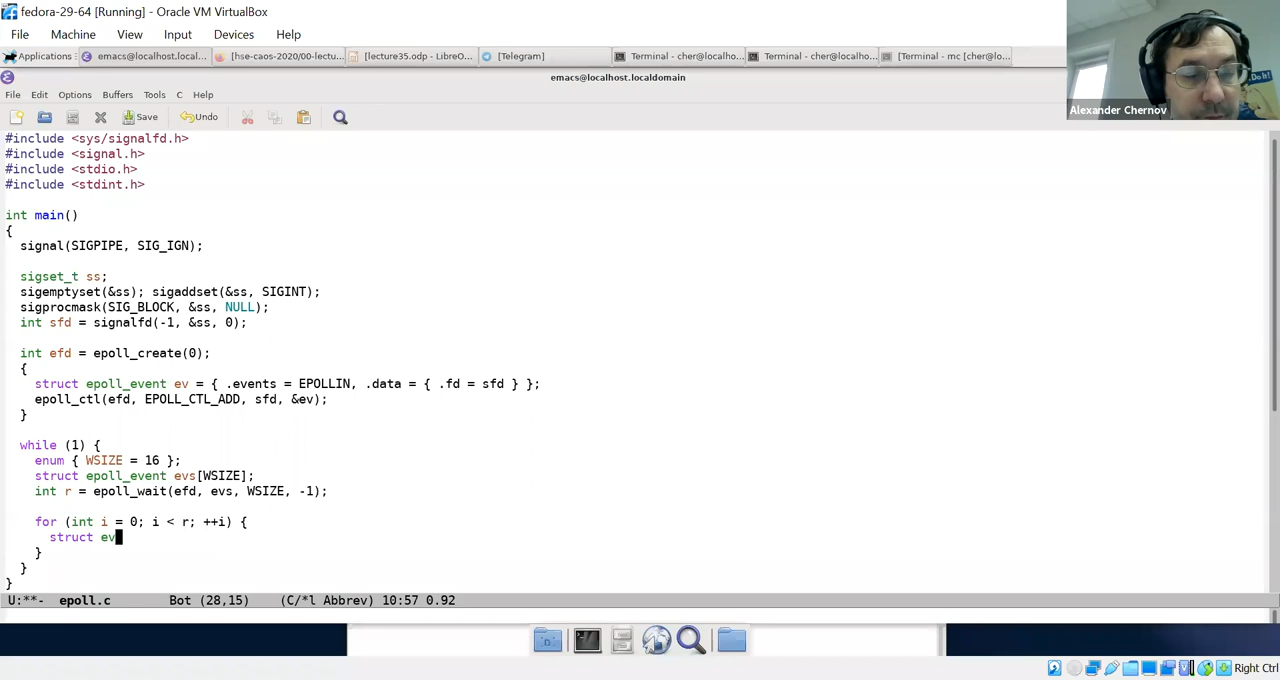 fedora-29-64 [Running] - Oracle VM VirtualBox
File Machine View Input Devices Help
Applications emacs@localhost.local... [hse-caos-2020/00-lectu... [lecture35.odp - LibreO... [Telegram] Terminal - cher@localho... Terminal - cher@localho... [Terminal - mc [cher@lo...
emacs@localhost.localdomain
Alexander Chernov
File Edit Options Buffers Tools C Help
Save Undo
#include <sys/signalfd.h>
#include <signal.h>
#include <stdio.h>
#include <stdint.h>
int main()
{
signal(SIGPIPE, SIG_IGN);
sigset_t ss;
sigemptyset(&ss); sigaddset(&ss, SIGINT);
sigprocmask(SIG_BLOCK, &ss, NULL);
int sfd = signalfd(-1, &ss, 0);
int efd = epoll_create(0);
{
struct epoll_event ev = { .events = EPOLLIN, .data = { .fd = sfd } };
epoll_ctl(efd, EPOLL_CTL_ADD, sfd, &ev);
}
while (1) {
enum { WSIZE = 16 };
struct epoll_event evs[WSIZE];
int r = epoll_wait(efd, evs, WSIZE, -1);
for (int i = 0; i < r; ++i) {
struct ev
}
}
}
U:**- epoll.c Bot (28,15) (C/*l Abbrev) 10:57 0.92
Right Ctrl